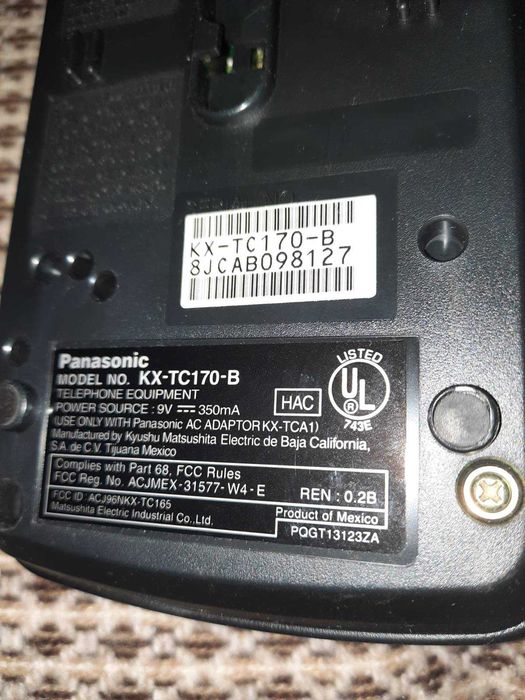 KX-TC170-B
8JCAB098127
Panasonic
MODEL NO. KX-TC170-B
TELEPHONE EQUIPMENT
POWER SOURCE : 9V 350mA
(USE ONLY WITH Panasonic AC ADAPTOR KX-TCA1)
Manufactured by Kyushu Matsushita Electric de Baja California,
S.A. de C.V. Tijuana Mexico
HAC
LISTED
UL
®
743E
Complies with Part 68, FCC Rules
FCC Reg. No. ACJMEX-31577-W4-E REN : 0.2B
FCC ID : ACJ96NKX-TC165
Matsushita Electric Industrial Co., Ltd.
Product of Mexico
PQGT13123ZA